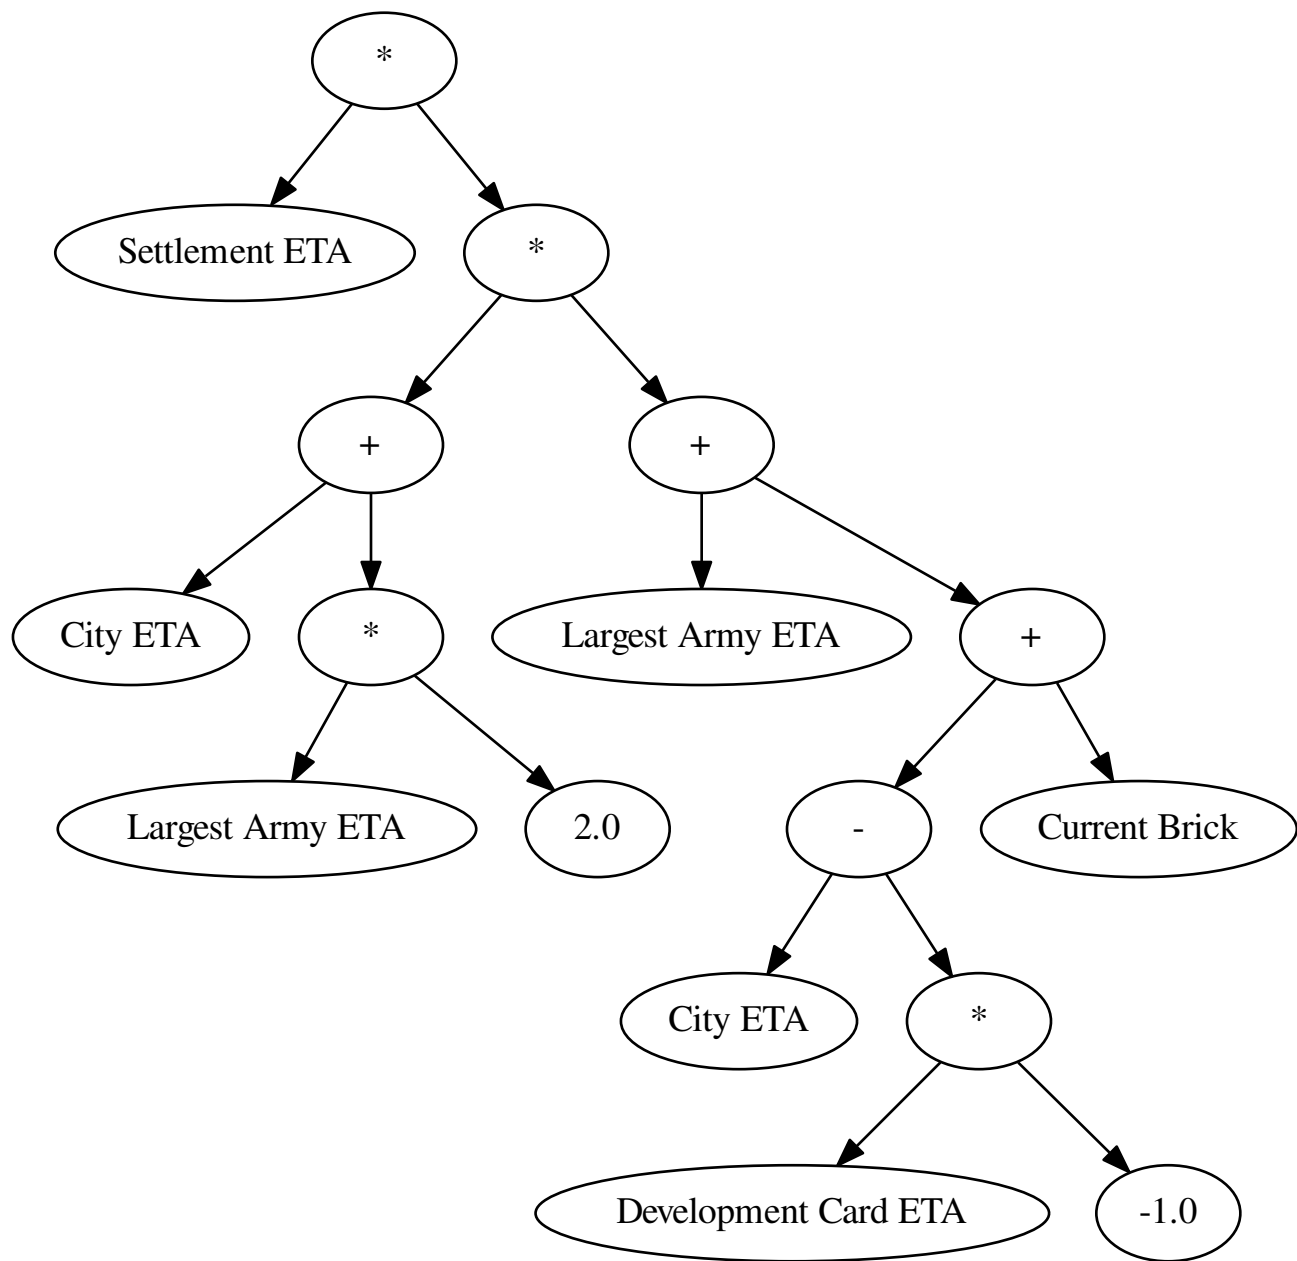 *
Settlement ETA
*
+
+
City ETA
*
Largest Army ETA
+
Largest Army ETA
2.0
-
Current Brick
City ETA
*
Development Card ETA
-1.0